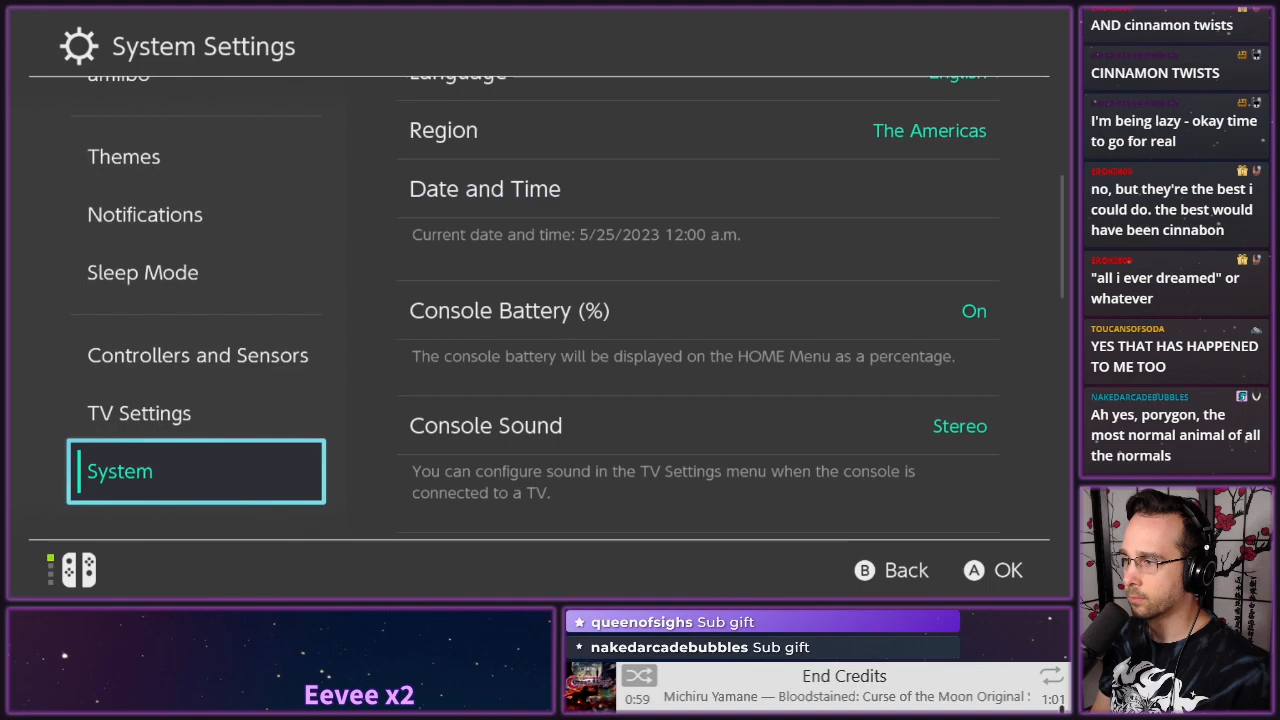 System Settings
amiibo
Themes
Notifications
Sleep Mode
Controllers and Sensors
TV Settings
System
Language English
Region The Americas
Date and Time
Current date and time: 5/25/2023 12:00 a.m.
Console Battery (%) On
The console battery will be displayed on the HOME Menu as a percentage.
Console Sound Stereo
You can configure sound in the TV Settings menu when the console is
connected to a TV.
B Back A OK
AND cinnamon twists
CINNAMON TWISTS
I'm being lazy - okay time
to go for real
no, but they're the best i
could do. the best would
have been cinnabon
"all i ever dreamed" or
whatever
TOUCANSOFSODA
YES THAT HAS HAPPENED
TO ME TOO
NAKEDARCADEBUBBLES
Ah yes, porygon, the
most normal animal of all
the normals
Eevee x2
queenofsighs Sub gift
nakedarcadebubbles Sub gift
End Credits
0:59 Michiru Yamane — Bloodstained: Curse of the Moon Original 1:01